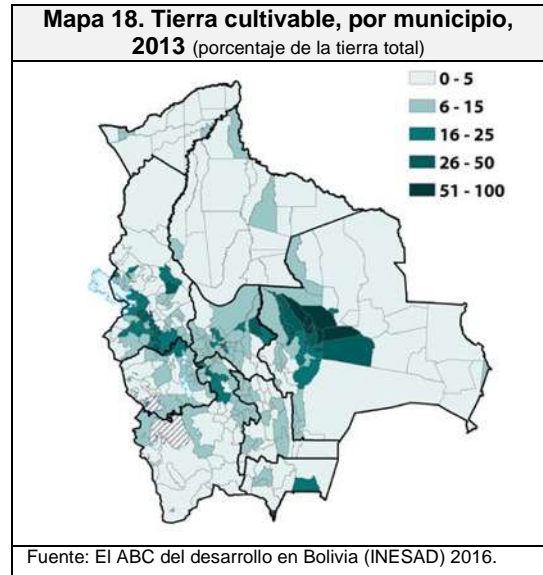 Mapa 18. Tierra cultivable, por municipio,
2013 (porcentaje de la tierra total)
0 - 5
6 - 15
16 - 25
26 - 50
51 - 100
Fuente: El ABC del desarrollo en Bolivia (INESAD) 2016.